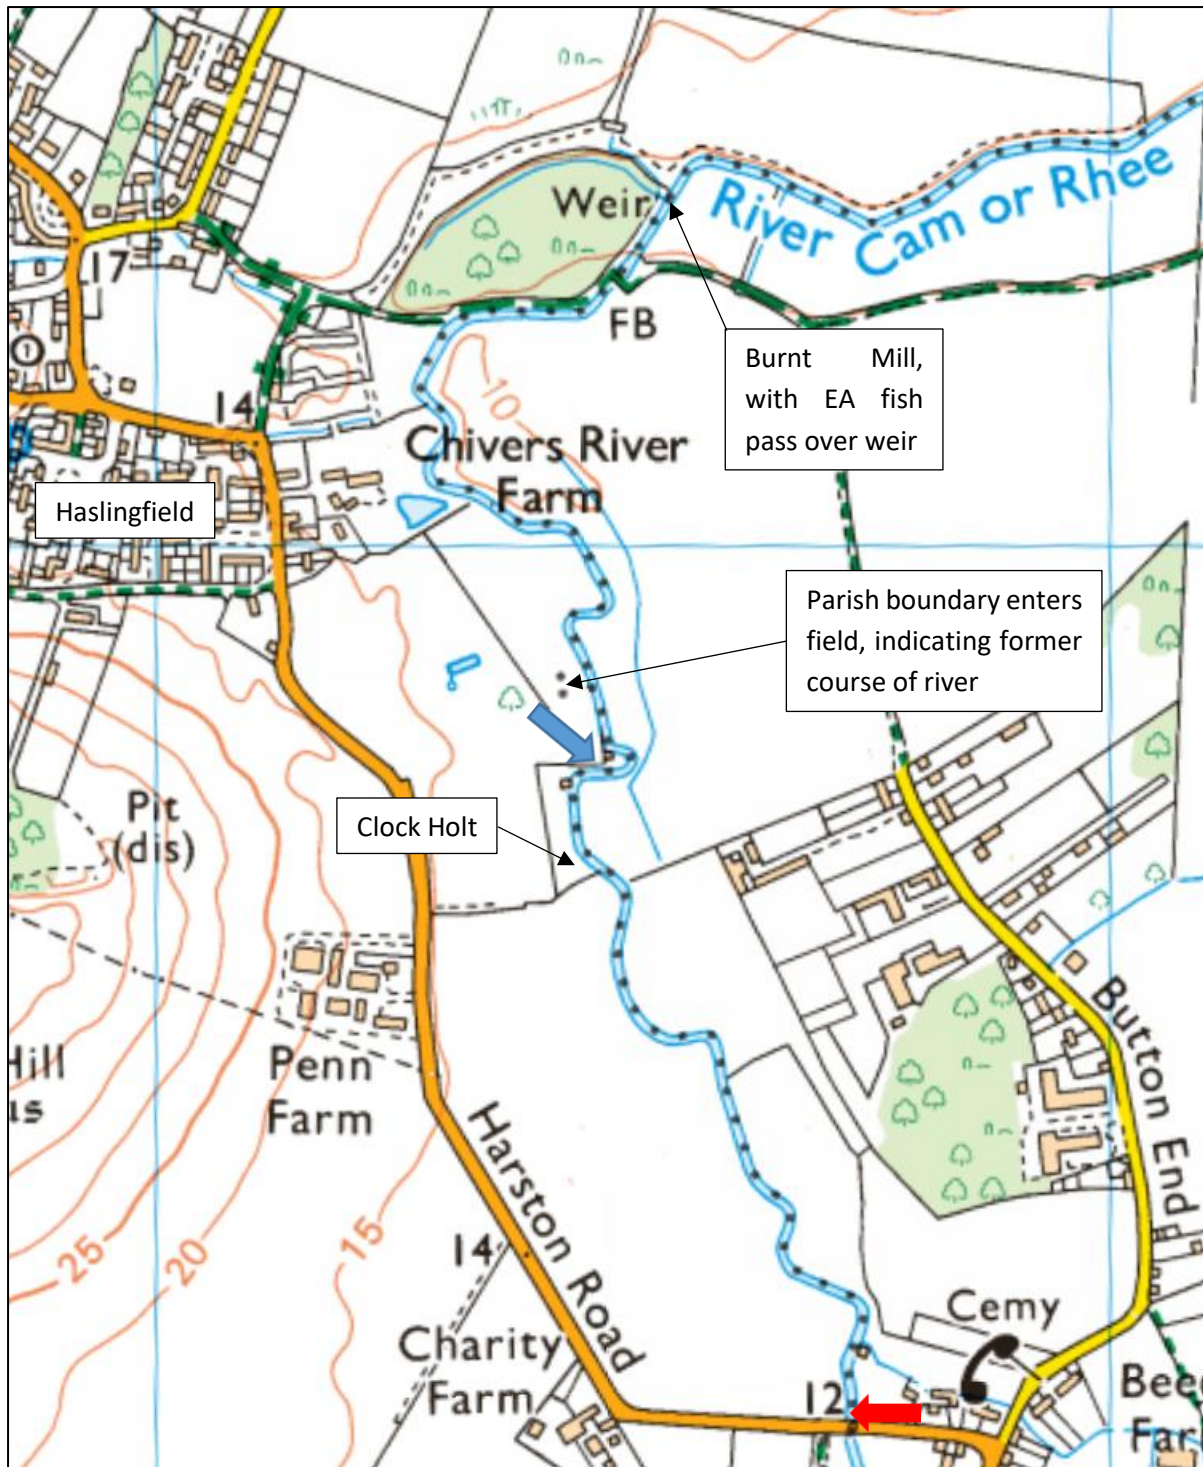 Weir
River Cam or Rhee
17
FB
Burnt Mill,
with EA fish
pass over weir
10
14
Chivers River
Farm
Haslingfield
Parish boundary enters
field, indicating former
course of river
Pit
(dis)
Clock Holt
Hill
Penn
Farm
Button End
Harston Road
25
20
15
14
Cemy
Charity
Farm
12